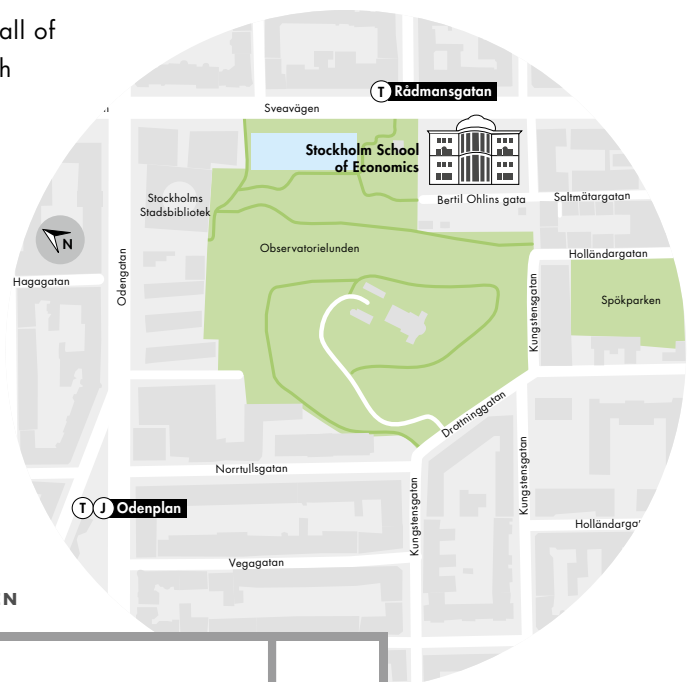 all of
h
T Rådmansgatan
Sveavägen
Stockholm School
of Economics
Stockholms
Stadsbibliotek
Bertil Ohlins gata
Saltmätargatan
N
Observatorielunden
Holländargatan
Hagagatan
Odengatan
Kungstensgatan
Spökparken
Drottninggatan
Norrtullsgatan
Kungstensgatan
Kungstensgatan
T J Odenplan
Holländargat
Vegagatan
EN